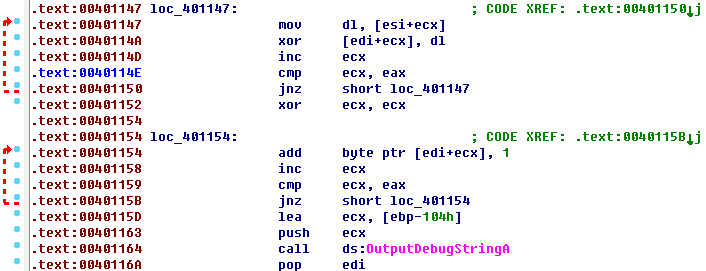 .text:00401147 loc_401147: ; CODE XREF: .text:00401150↓j
.text:00401147 mov dl, [esi+ecx]
.text:0040114A xor [edi+ecx], dl
.text:0040114D inc ecx
.text:0040114E cmp ecx, eax
.text:00401150 jnz short loc_401147
.text:00401152 xor ecx, ecx
.text:00401154
.text:00401154 loc_401154: ; CODE XREF: .text:0040115B↓j
.text:00401154 add byte ptr [edi+ecx], 1
.text:00401158 inc ecx
.text:00401159 cmp ecx, eax
.text:0040115B jnz short loc_401154
.text:0040115D lea ecx, [ebp-104h]
.text:00401163 push ecx
.text:00401164 call ds:OutputDebugStringA
.text:0040116A pop edi